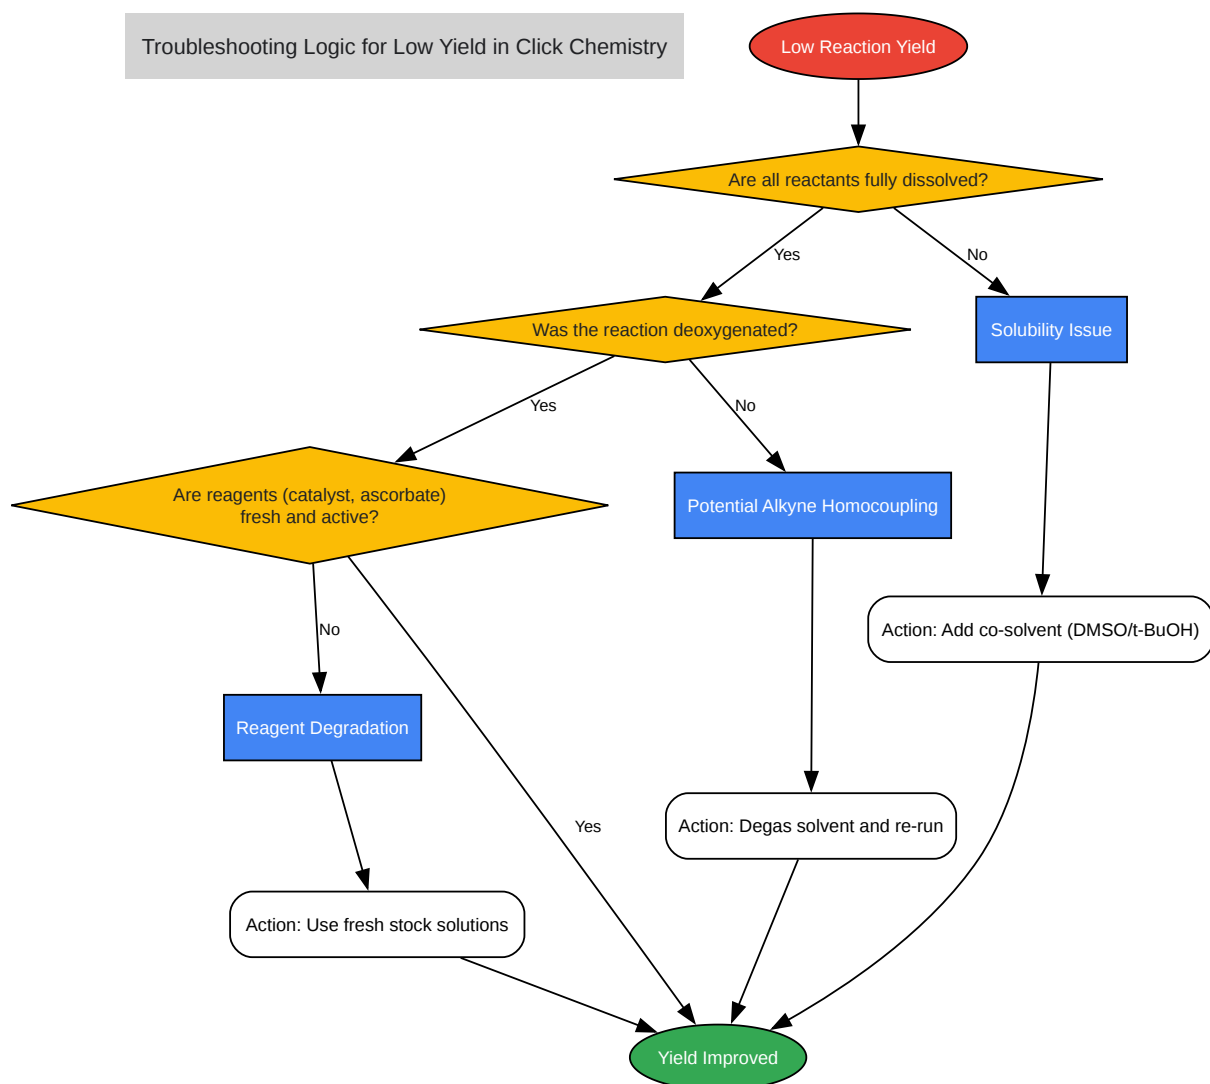 Troubleshooting Logic for Low Yield in Click Chemistry
Low Reaction Yield
Are all reactants fully dissolved?
Yes
No
Was the reaction deoxygenated?
Solubility Issue
Yes
No
Are reagents (catalyst, ascorbate)
fresh and active?
Potential Alkyne Homocoupling
Action: Add co-solvent (DMSO/t-BuOH)
No
Reagent Degradation
Yes
Action: Degas solvent and re-run
Action: Use fresh stock solutions
Yield Improved